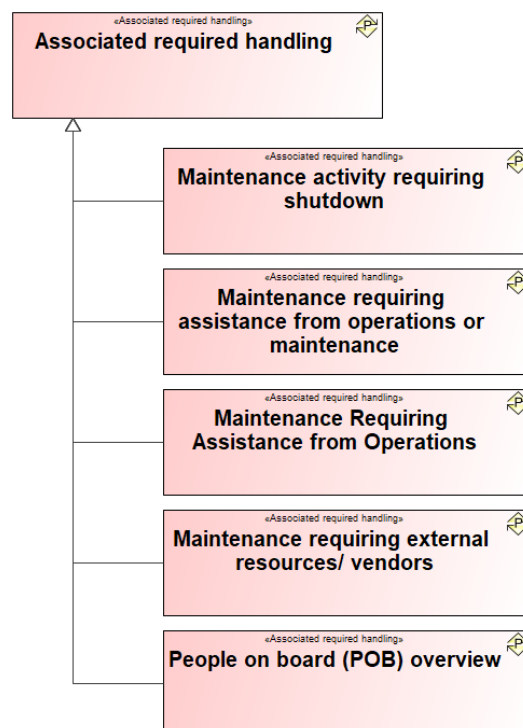 «Associated required handling»
P
Associated required handling
«Associated required handling»
P
Maintenance activity requiring
shutdown
«Associated required handling»
P
Maintenance requiring
assistance from operations or
maintenance
«Associated required handling»
P
Maintenance Requiring
Assistance from Operations
«Associated required handling»
P
Maintenance requiring external
resources/ vendors
«Associated required handling»
P
People on board (POB) overview